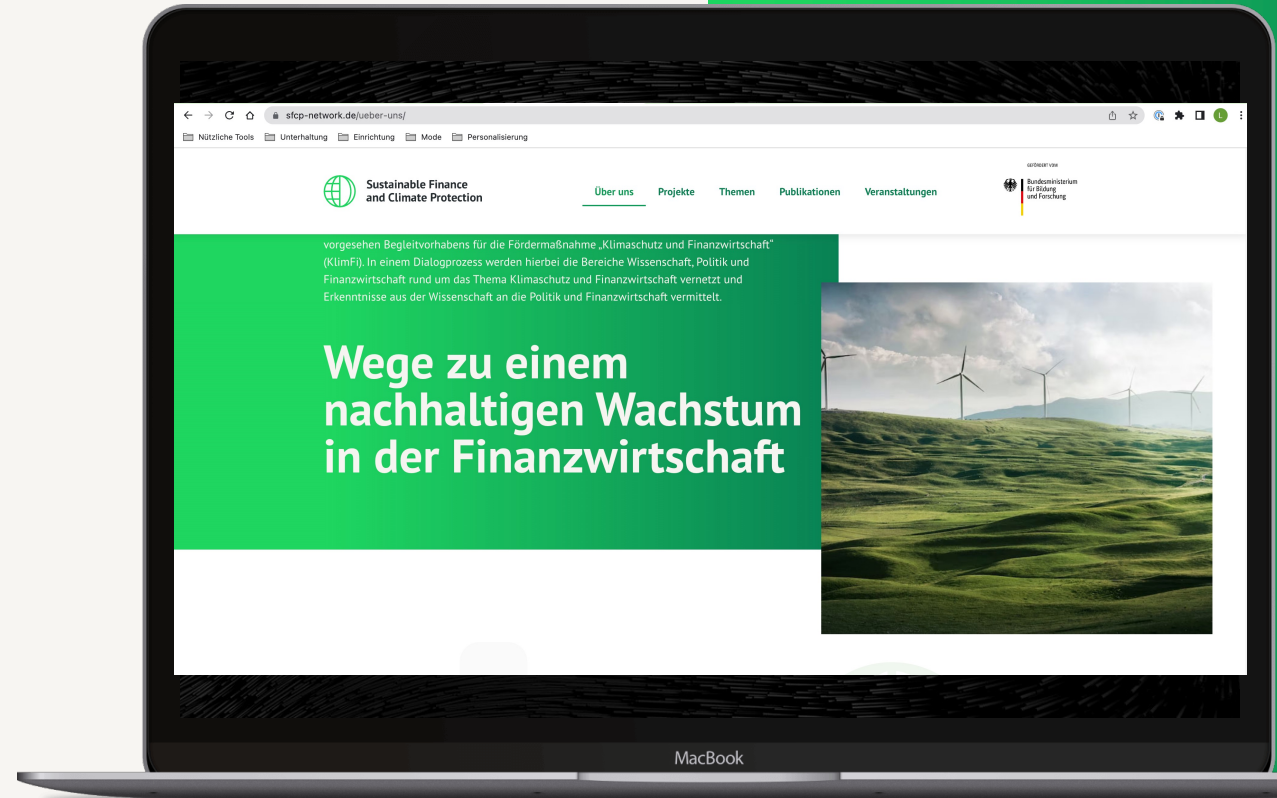 sfcp-network.de/ueber-uns/
L
Nützliche Tools Unterhaltung Einrichtung Mode Personalisierung
GEFÖRDERT VOM
Sustainable Finance
and Climate Protection
Über uns Projekte Themen Publikationen Veranstaltungen
Bundesministerium
für Bildung
und Forschung
vorgesehen Begleitvorhabens für die Fördermaßnahme „Klimaschutz und Finanzwirtschaft“
(KlimFi). In einem Dialogprozess werden hierbei die Bereiche Wissenschaft, Politik und
Finanzwirtschaft rund um das Thema Klimaschutz und Finanzwirtschaft vernetzt und
Erkenntnisse aus der Wissenschaft an die Politik und Finanzwirtschaft vermittelt.
Wege zu einem
nachhaltigen Wachstum
in der Finanzwirtschaft
MacBook